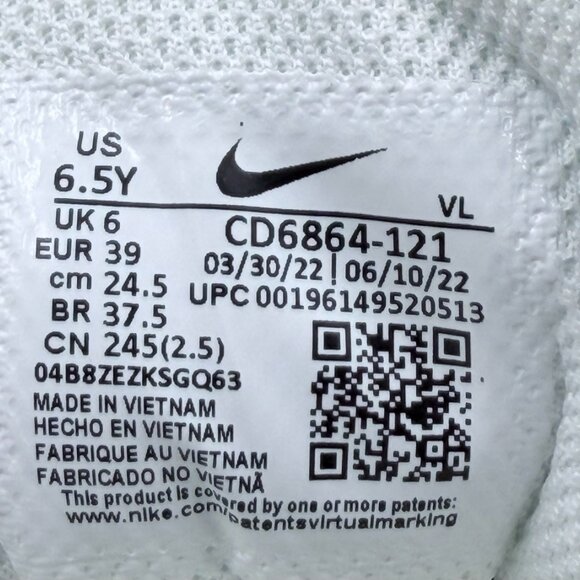 US
6.5Y
VL
UK 6
EUR 39
cm 24.5
BR 37.5
CN 245(2.5)
CD6864-121
03/30/22 | 06/10/22
UPC 00196149520513
04B8ZEZKSGQ63
MADE IN VIETNAM
HECHO EN VIETNAM
FABRIQUE AU VIETNAM
FABRICADO NO VIETNÃ
This product is covered by one or more patents:
www.nike.com/patentsvirtualmarking